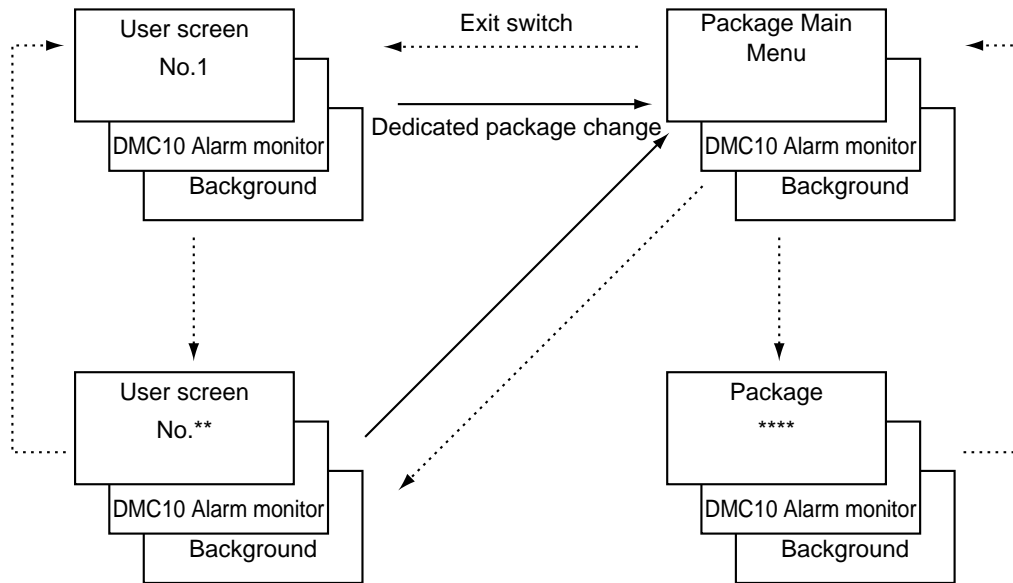 User screen
No.1
DMC10 Alarm monitor
Background
Exit switch
Dedicated package change
Package Main
Menu
DMC10 Alarm monitor
Background
User screen
No.**
DMC10 Alarm monitor
Background
Package
****
DMC10 Alarm monitor
Background